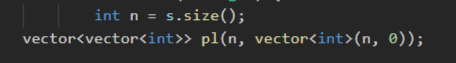 int n = s.size();
vector<vector<int>> pl(n, vector<int>(n, 0));